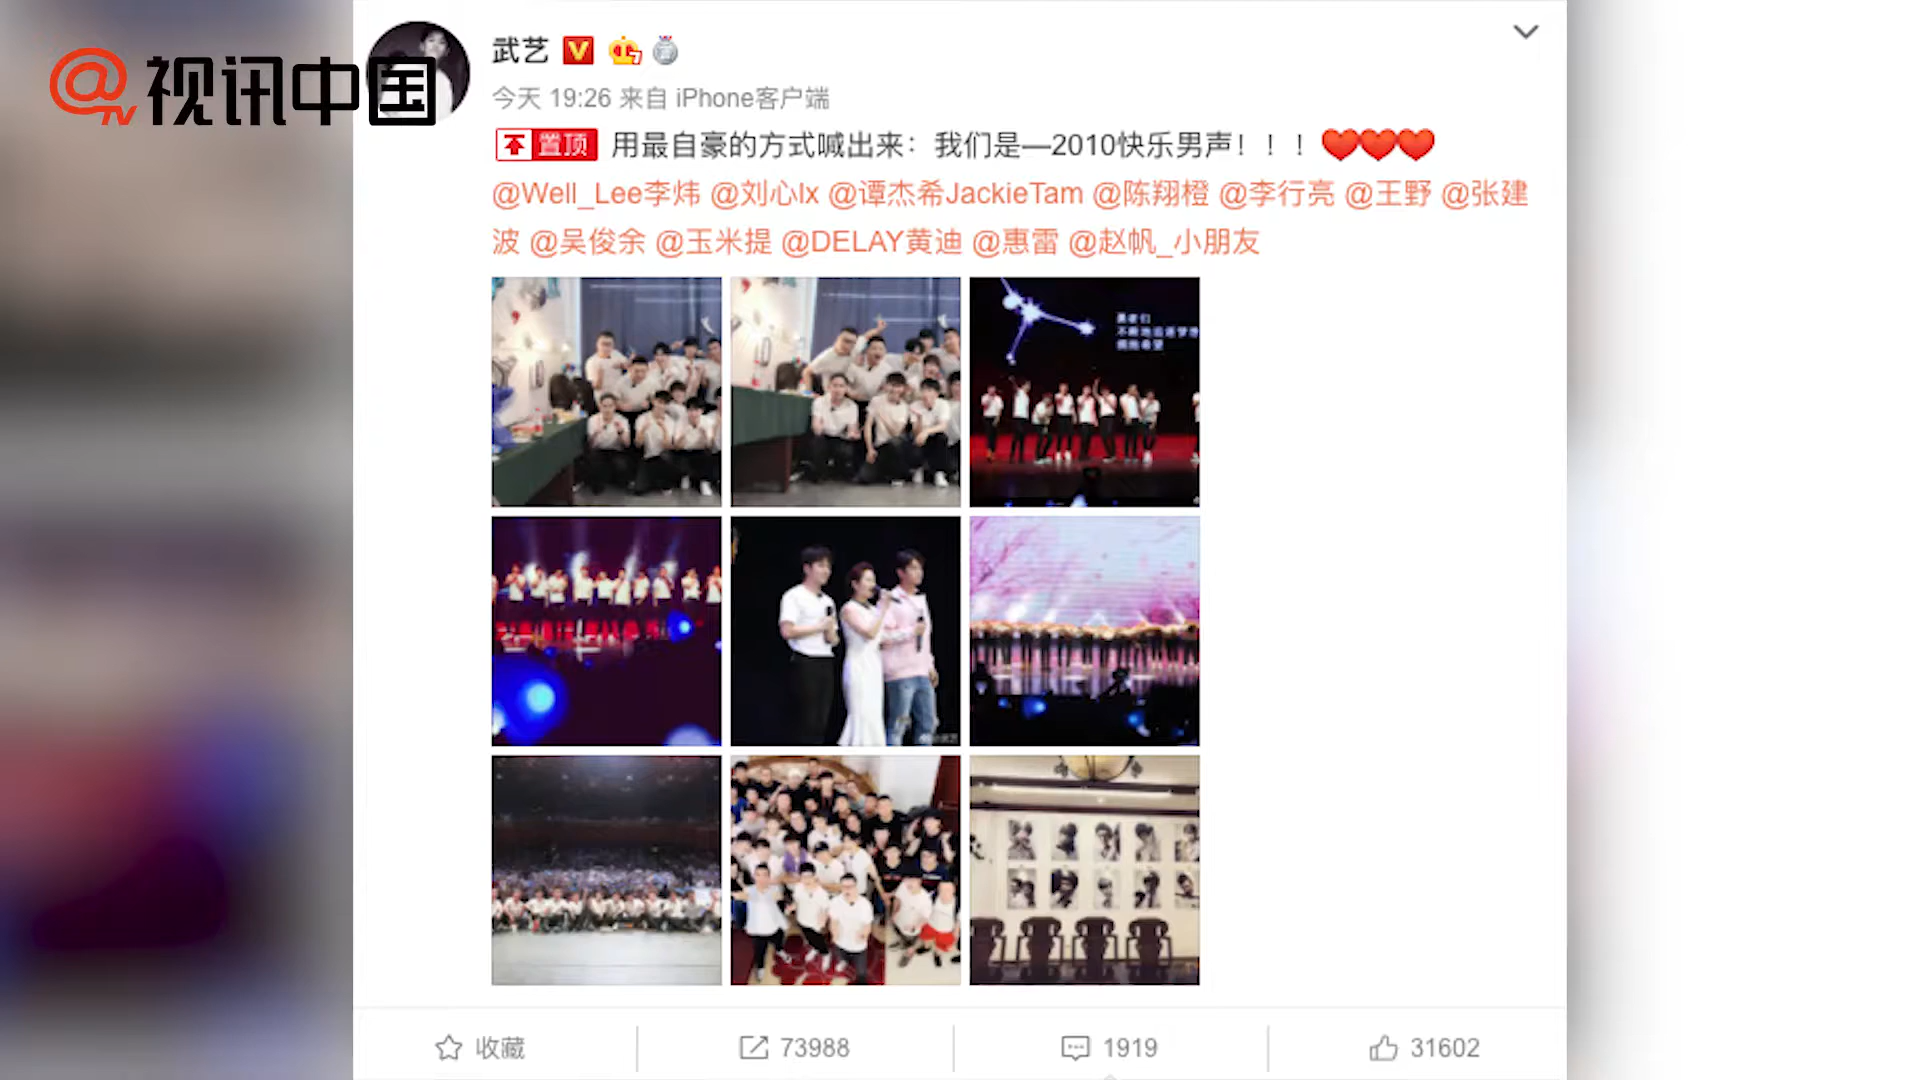 @TV 视讯中国
武艺
今天 19:26 来自 iPhone客户端
置顶 用最自豪的方式喊出来：我们是—2010快乐男声！！！
@Well_Lee李炜 @刘心lx @谭杰希JackieTam @陈翔橙 @李行亮 @王野 @张建
波 @吴俊余 @玉米提 @DELAY黄迪 @惠雷 @赵帆_小朋友
收藏
73988
1919
31602